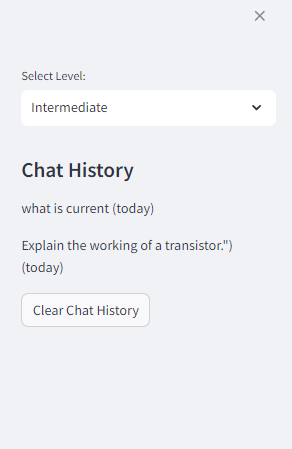 Select Level:
Intermediate
Chat History
what is current (today)
Explain the working of a transistor.")
(today)
Clear Chat History